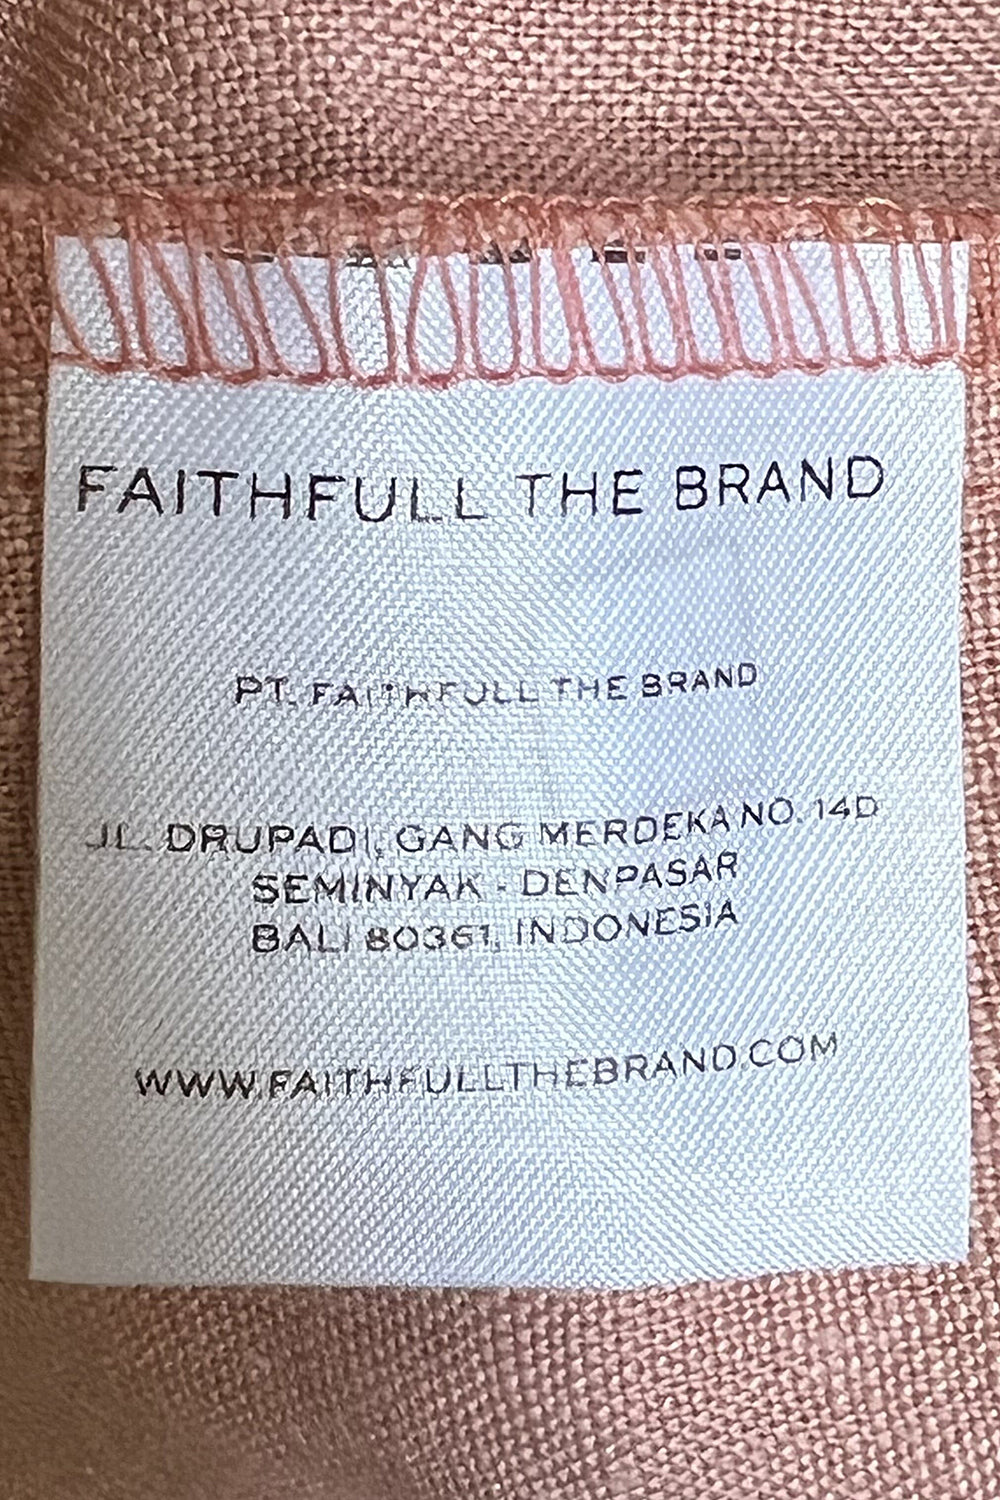 FAITHFULL THE BRAND
PT. FAITHFULL THE BRAND
JL. DRUPADI, GANG MERDEKA NO. 14D
SEMINYAK - DENPASAR
BALI 80361, INDONESIA
WWW.FAITHFULLTHEBRAND.COM